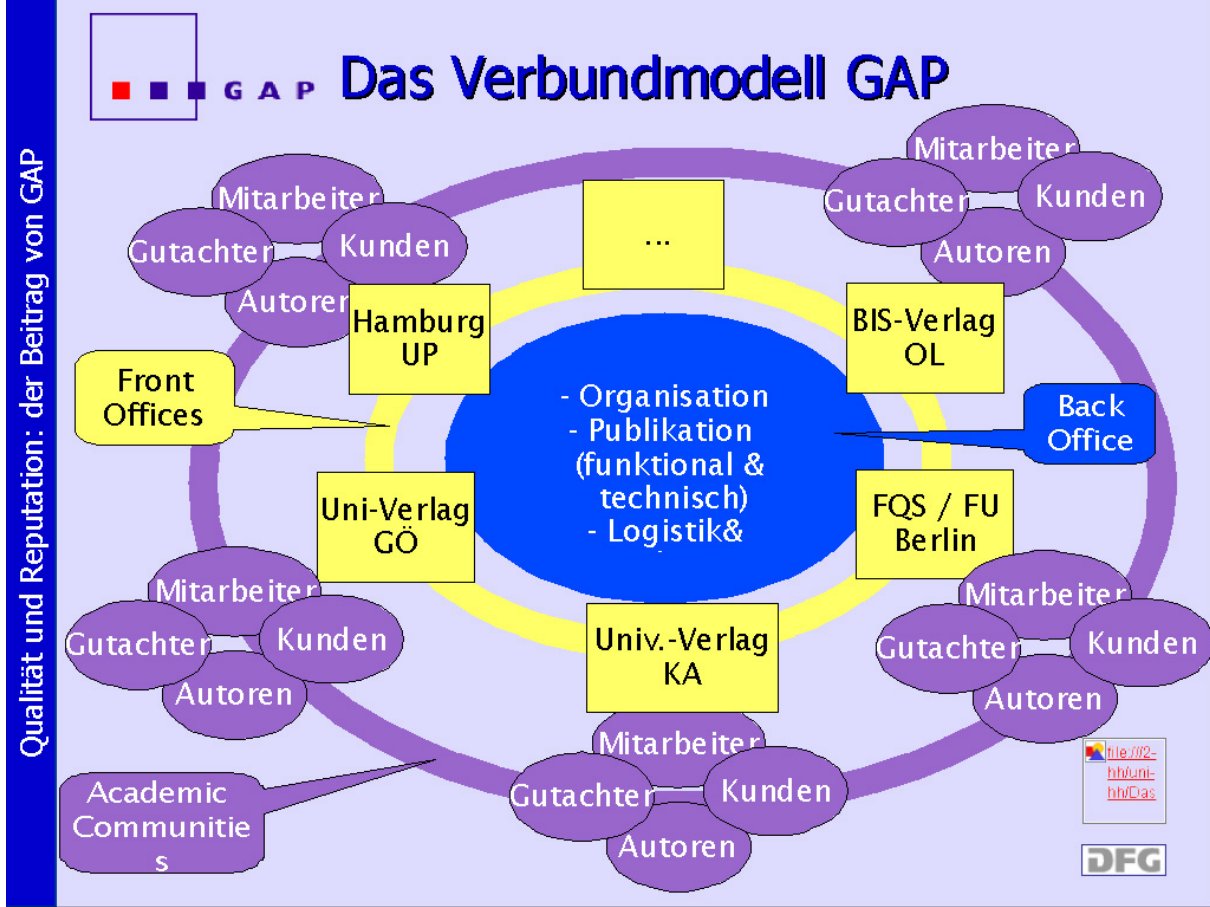 Qualität und Reputation: der Beitrag von GAP
GAP
Das Verbundmodell GAP
Mitarbeiter
Gutachter
Kunden
Autoren
Mitarbeiter
Gutachter
Kunden
Autoren
...
Hamburg
UP
BIS-Verlag
OL
Front
Offices
- Organisation
- Publikation
(funktional &
technisch)
- Logistik&
Back
Office
Uni-Verlag
GÖ
FQS / FU
Berlin
Mitarbeiter
Gutachter
Kunden
Autoren
Univ.-Verlag
KA
Mitarbeiter
Gutachter
Kunden
Autoren
Mitarbeiter
Gutachter
Kunden
Autoren
Academic
Communitie
s
file:///2-
hh/uni-
hh/Das
DFG